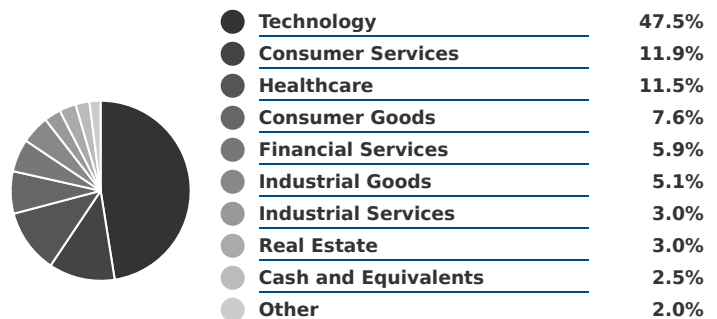 Technology 47.5%
Consumer Services 11.9%
Healthcare 11.5%
Consumer Goods 7.6%
Financial Services 5.9%
Industrial Goods 5.1%
Industrial Services 3.0%
Real Estate 3.0%
Cash and Equivalents 2.5%
Other 2.0%